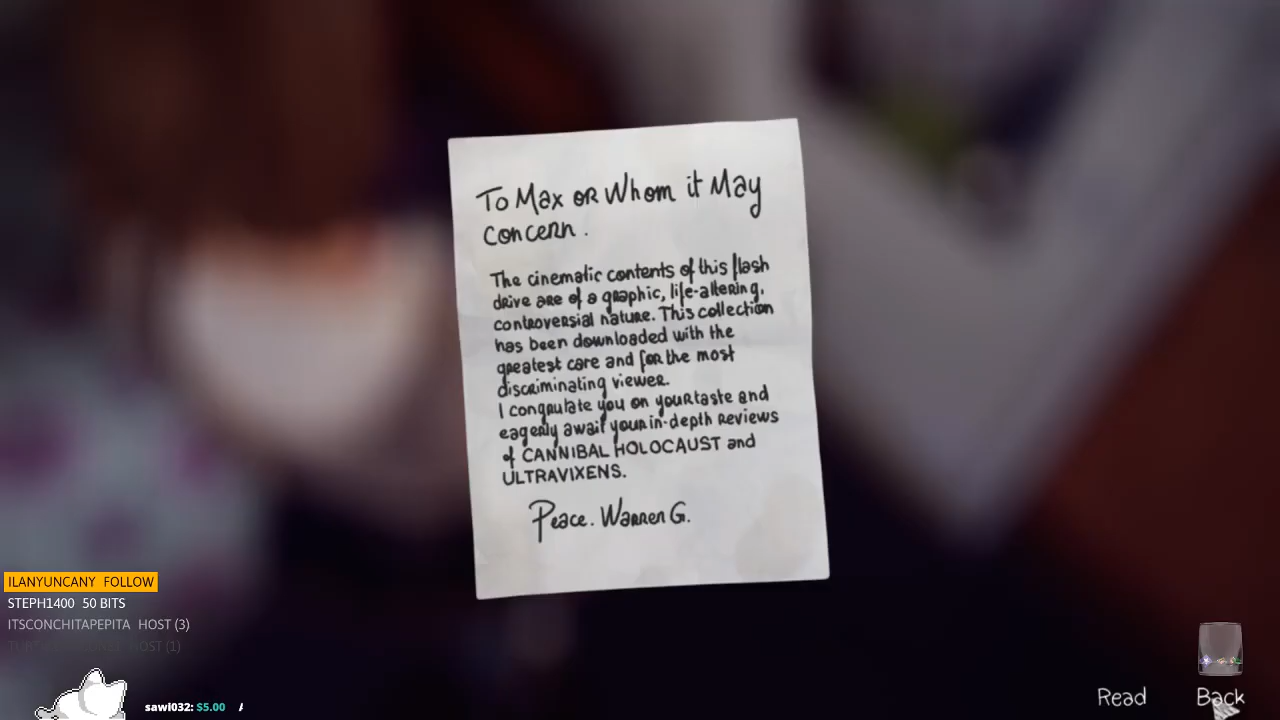 To Max or Whom it May
Concern.
The cinematic contents of this flash
drive are of a graphic, life-altering,
controversial nature. This collection
has been downloaded with the
greatest care and for the most
discriminating viewer.
I congrulate you on your taste and
eagerly await your in-depth reviews
of CANNIBAL HOLOCAUST and
ULTRAVIXENS.
Peace. Warren G.
ILANYUNCANY FOLLOW
STEPH1400 50 BITS
ITSCONCHITAPEPITA HOST (3)
HOST (1)
sawl032: $5.00
Read
Back